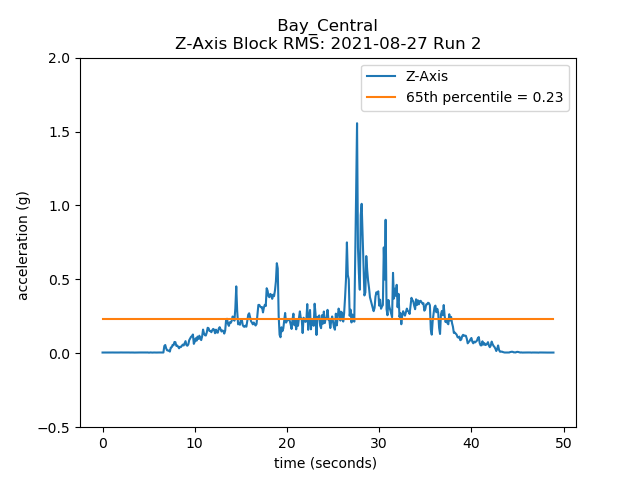 Bay_Central
Z-Axis Block RMS: 2021-08-27 Run 2
Z-Axis
65th percentile = 0.23
acceleration (g)
2.0
1.5
1.0
0.5
0.0
−0.5
0 10 20 30 40 50
time (seconds)